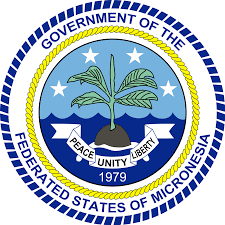 GOVERNMENT OF THE
FEDERATED STATES OF MICRONESIA
PEACE UNITY LIBERTY
1979